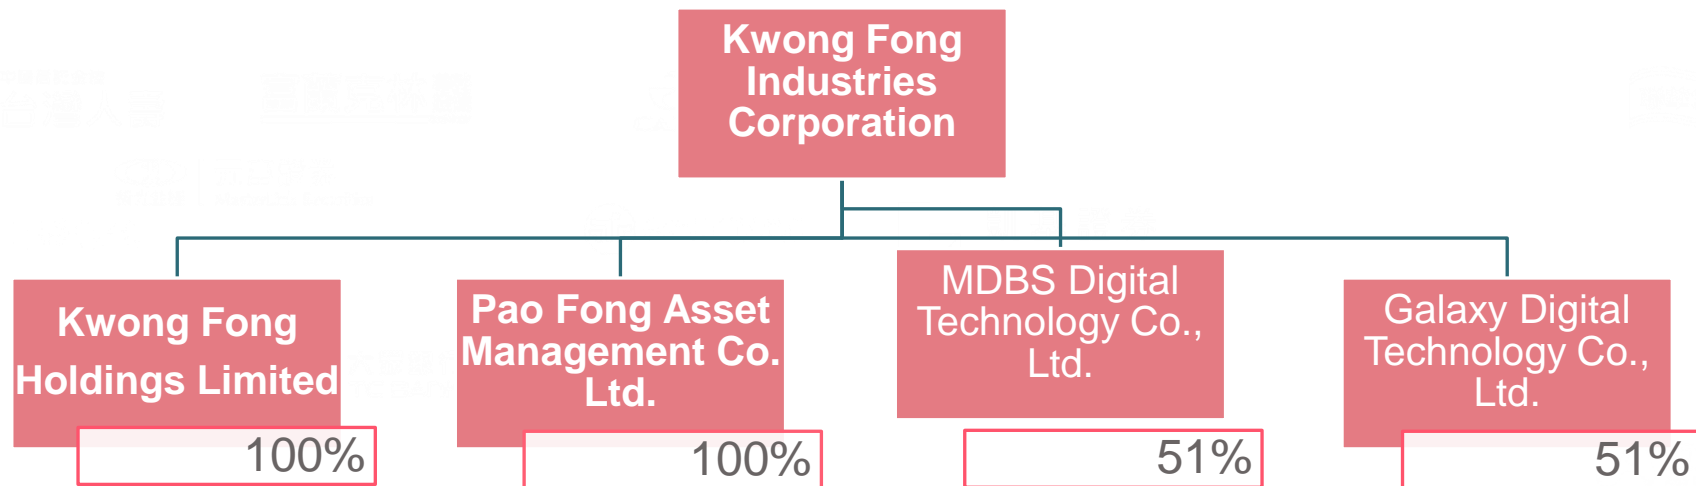 Kwong Fong
Industries
Corporation
Kwong Fong
Holdings Limited
100%
Pao Fong Asset
Management Co.
Ltd.
100%
MDBS Digital
Technology Co.,
Ltd.
51%
Galaxy Digital
Technology Co.,
Ltd.
51%